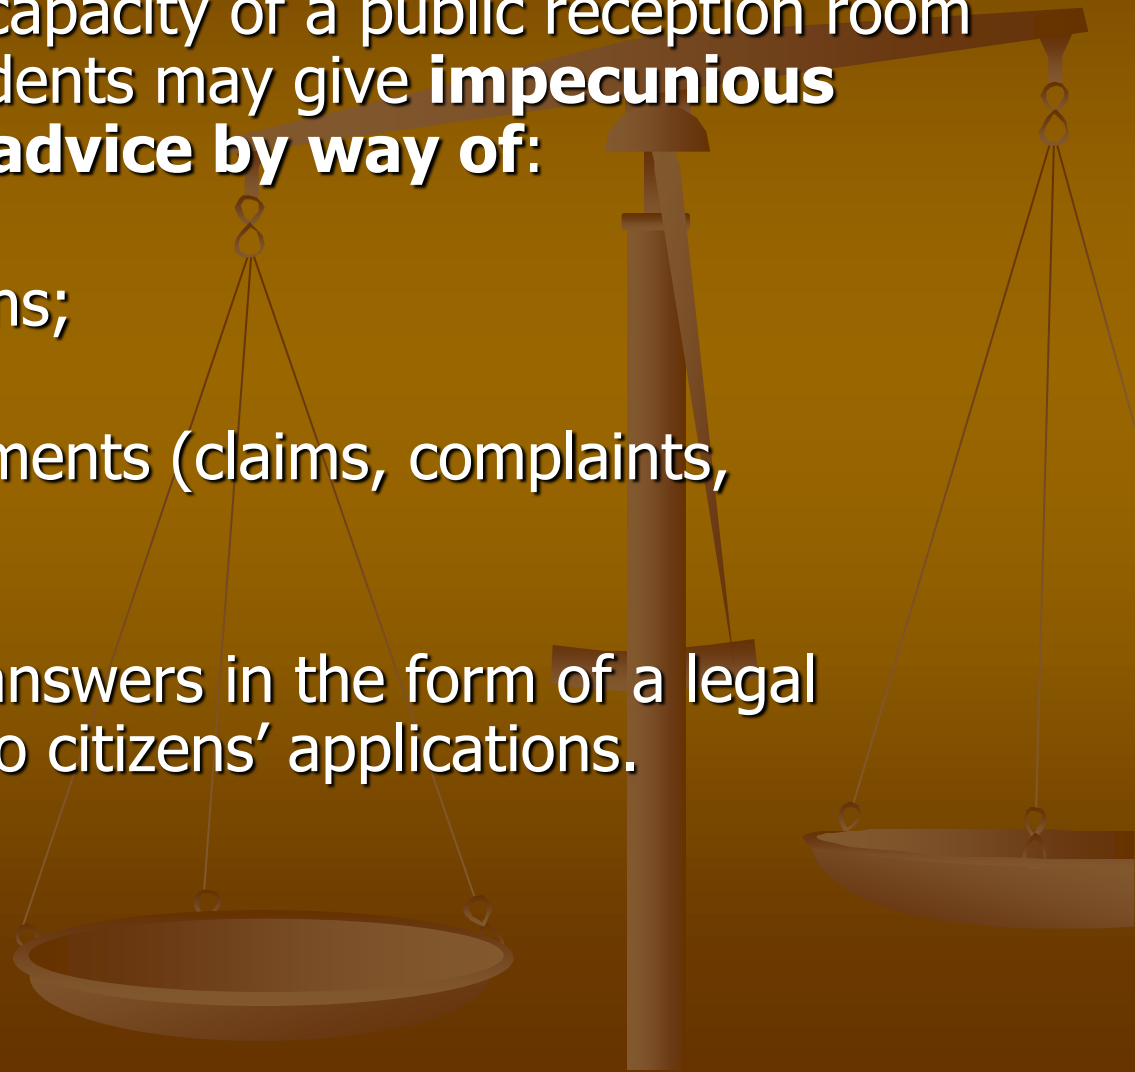 capacity of a public reception room
dents may give impecunious
advice by way of:
ns;
ments (claims, complaints,
answers in the form of a legal
o citizens’ applications.